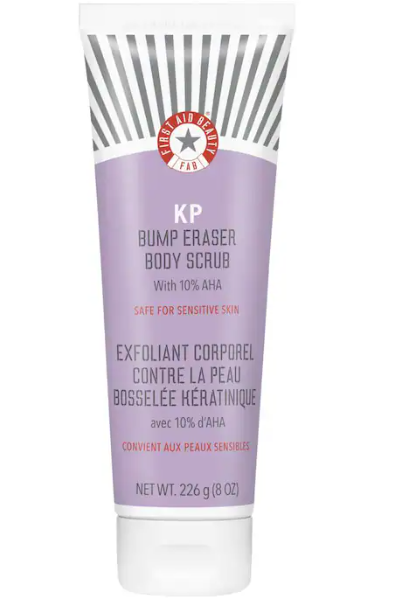 FIRST AID BEAUTY
FAB
®
KP
BUMP ERASER
BODY SCRUB
With 10% AHA
SAFE FOR SENSITIVE SKIN
EXFOLIANT CORPOREL
CONTRE LA PEAU
BOSSELÉE KÉRATINIQUE
avec 10% d'AHA
CONVIENT AUX PEAUX SENSIBLES
NET WT. 226 g (8 OZ)